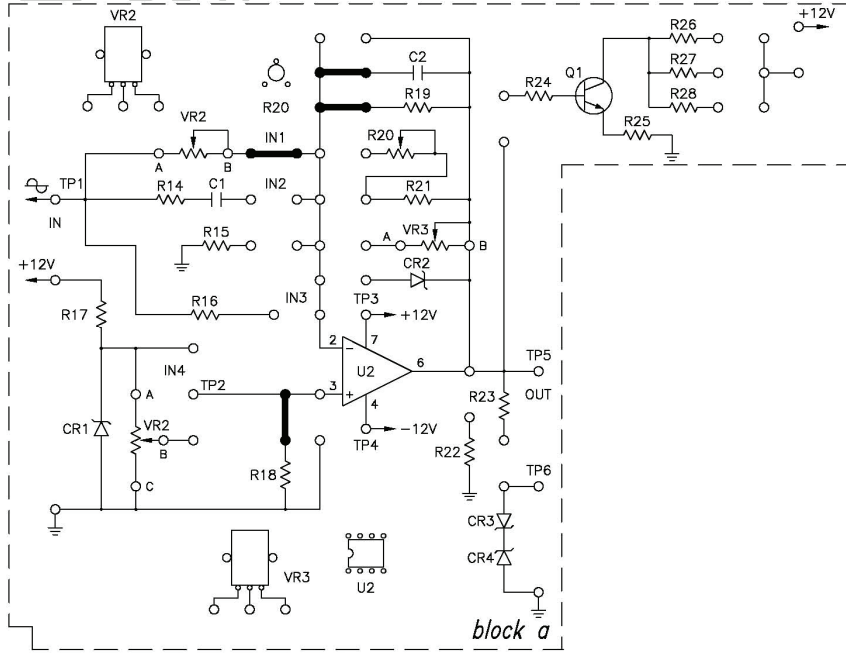 VR2
+12V
C2
R26
Q1
R24
R27
R20
R19
R28
VR2
R25
IN1
R20
A
B
TP1
R14
C1
IN2
R21
IN
R15
A
VR3
B
+12V
CR2
R16
IN3
TP3
R17
+12V
2
7
U2
6
TP5
IN4
OUT
TP2
3
4
R23
A
TP4
-12V
CR1
VR2
B
R22
R18
TP6
C
CR3
CR4
VR3
U2
block a